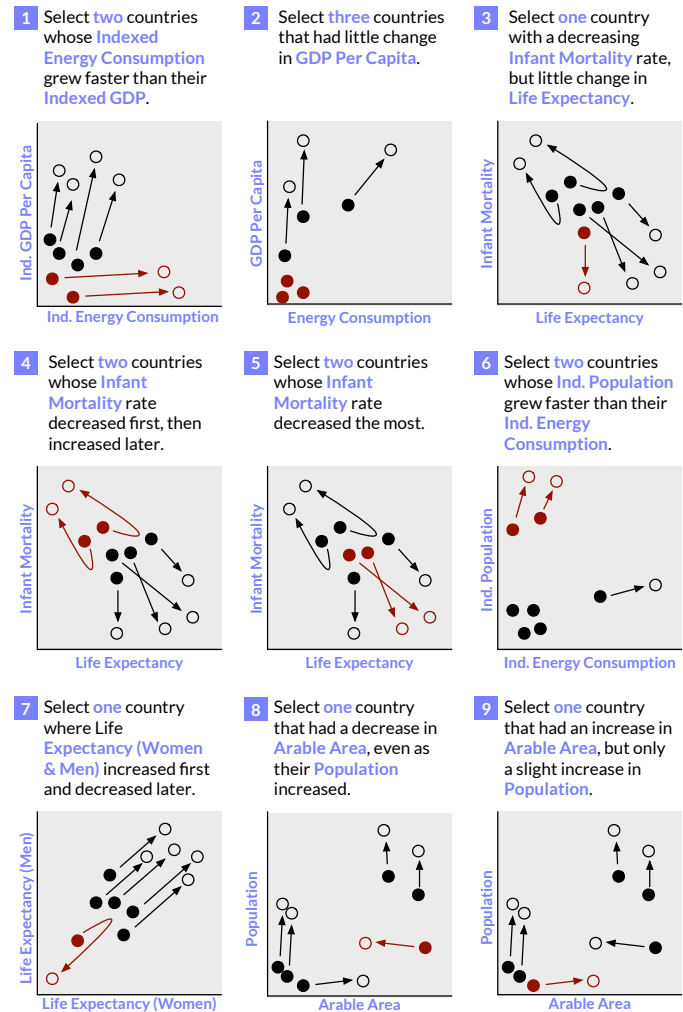 1 Select two countries
whose Indexed
Energy Consumption
grew faster than their
Indexed GDP.
Ind. GDP Per Capita
Ind. Energy Consumption
2 Select three countries
that had little change
in GDP Per Capita.
GDP Per Capita
Energy Consumption
3 Select one country
with a decreasing
Infant Mortality rate,
but little change in
Life Expectancy.
Infant Mortality
Life Expectancy
4 Select two countries
whose Infant
Mortality rate
decreased first, then
increased later.
Infant Mortality
Life Expectancy
5 Select two countries
whose Infant
Mortality rate
decreased the most.
Infant Mortality
Life Expectancy
6 Select two countries
whose Ind. Population
grew faster than their
Ind. Energy
Consumption.
Ind. Population
Ind. Energy Consumption
7 Select one country
where Life
Expectancy (Women
& Men) increased first
and decreased later.
Life Expectancy (Men)
Life Expectancy (Women)
8 Select one country
that had a decrease in
Arable Area, even as
their Population
increased.
Population
Arable Area
9 Select one country
that had an increase in
Arable Area, but only
a slight increase in
Population.
Population
Arable Area